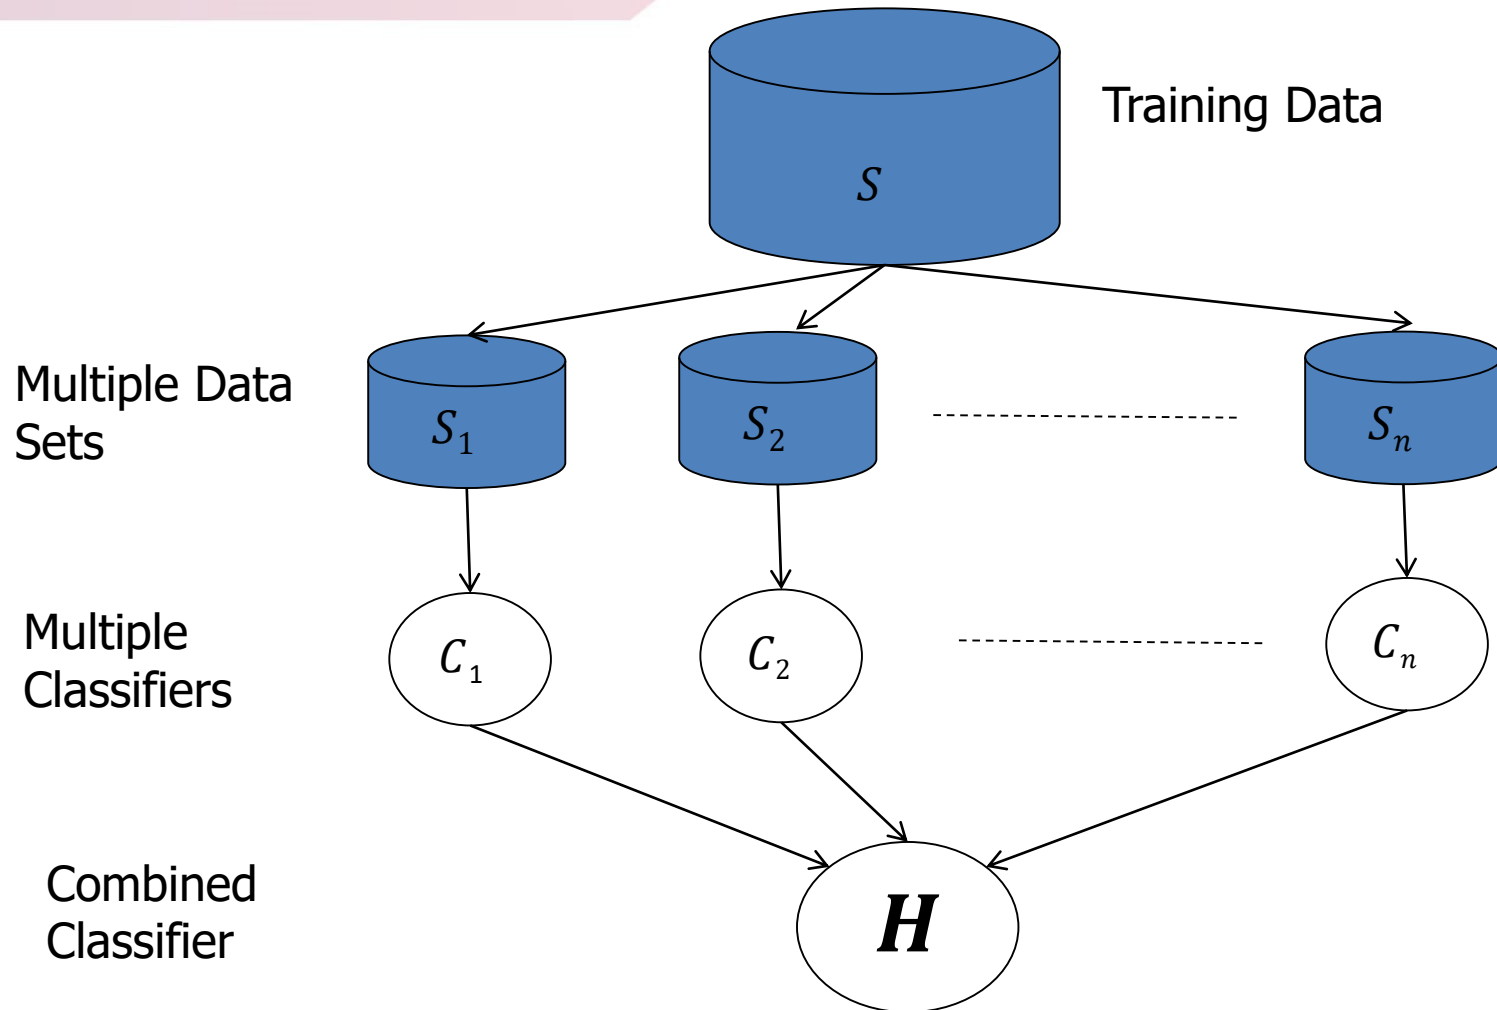 Training Data
S
Multiple Data
Sets
S₁
S₂
Sₙ
Multiple
Classifiers
C₁
C₂
Cₙ
Combined
Classifier
H